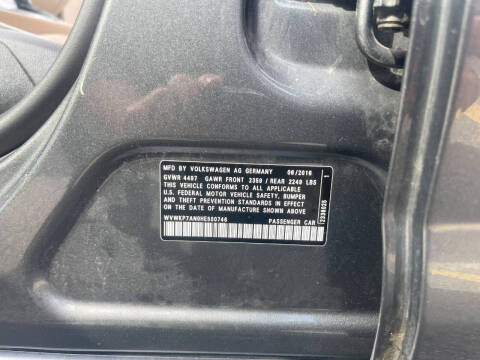 MFD BY VOLKSWAGEN AG GERMANY 06/2016
GVWR 4487 GAWR FRONT 2359 / REAR 2249 LBS
THIS VEHICLE CONFORMS TO ALL APPLICABLE
U.S. FEDERAL MOTOR VEHICLE SAFETY, BUMPER
AND THEFT PREVENTION STANDARDS IN EFFECT
ON THE DATE OF MANUFACTURE SHOWN ABOVE
WVWKP7AN0HE500746 PASSENGER CAR